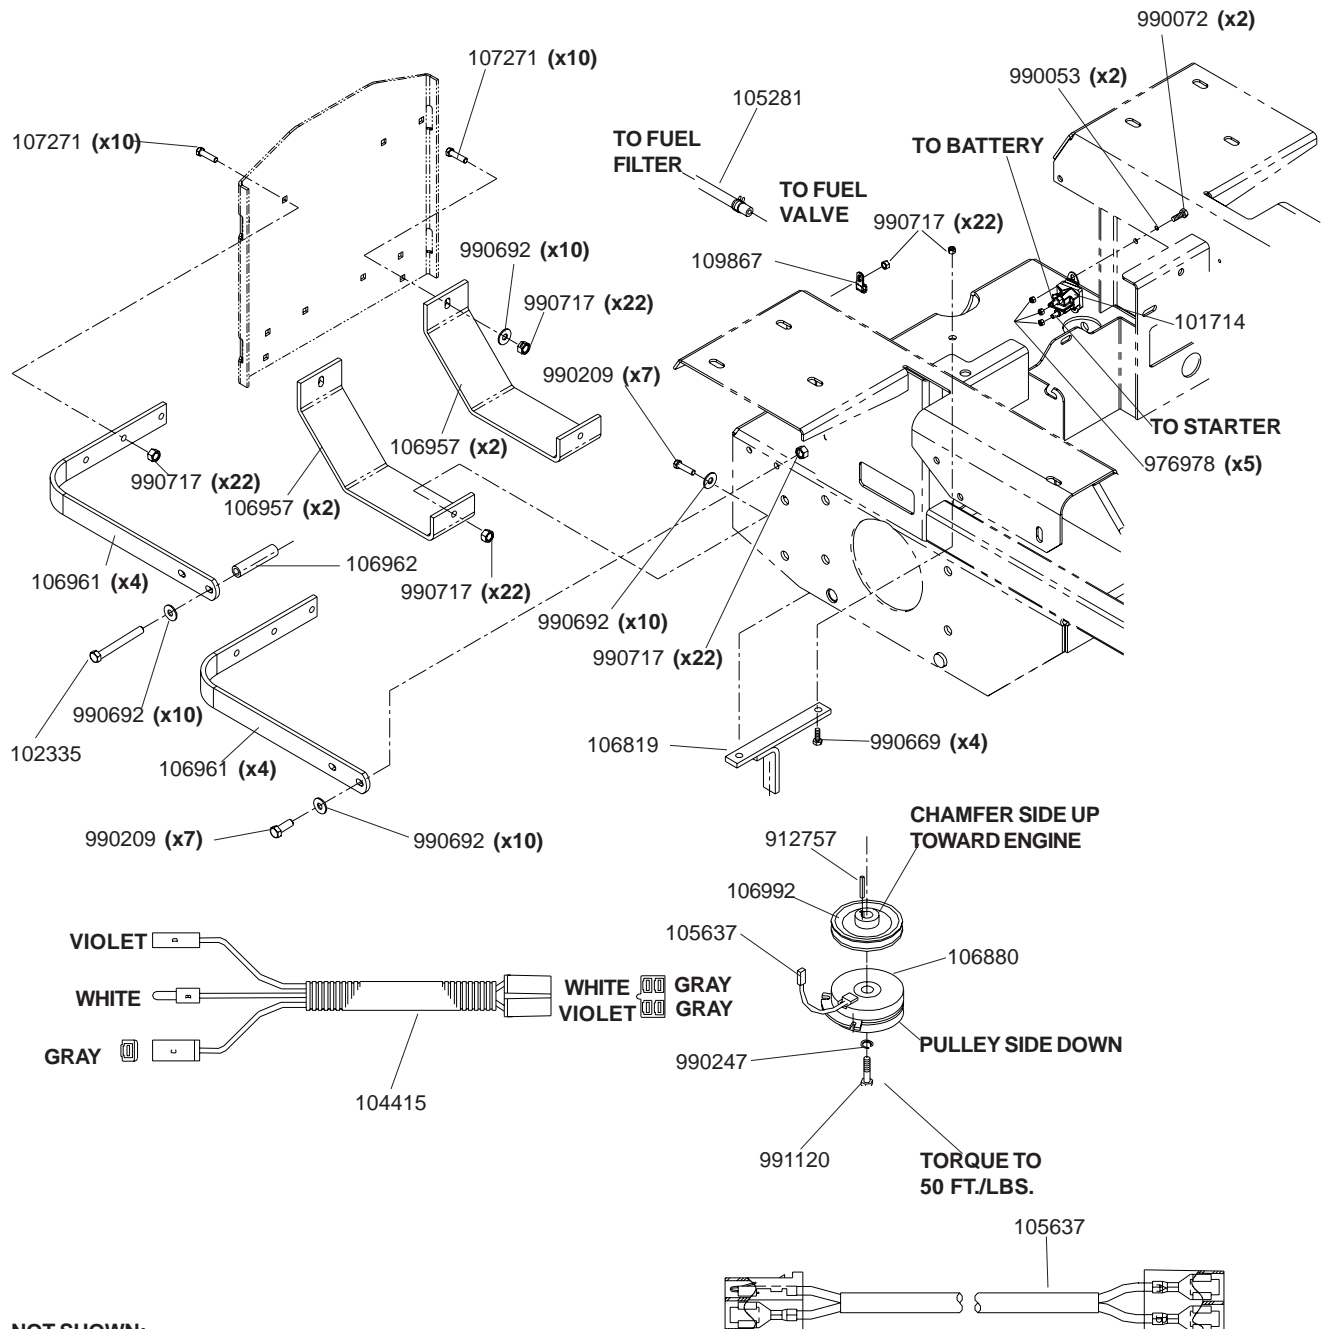 990072 (x2)
107271 (x10)
990053 (x2)
105281
107271 (x10)
TO FUEL
FILTER
TO BATTERY
TO FUEL
VALVE
990717 (x22)
990692 (x10)
109867
990717 (x22)
101714
990209 (x7)
TO STARTER
106957 (x2)
976978 (x5)
990717 (x22)
106957 (x2)
106962
106961 (x4)
990717 (x22)
990692 (x10)
990717 (x22)
990692 (x10)
102335
106961 (x4)
106819
990669 (x4)
990209 (x7)
990692 (x10)
CHAMFER SIDE UP
TOWARD ENGINE
912757
106992
105637
106880
VIOLET
WHITE
GRAY
WHITE GRAY
VIOLET GRAY
104415
PULLEY SIDE DOWN
990247
991120
TORQUE TO
50 FT./LBS.
105637
NOT SHOWN: